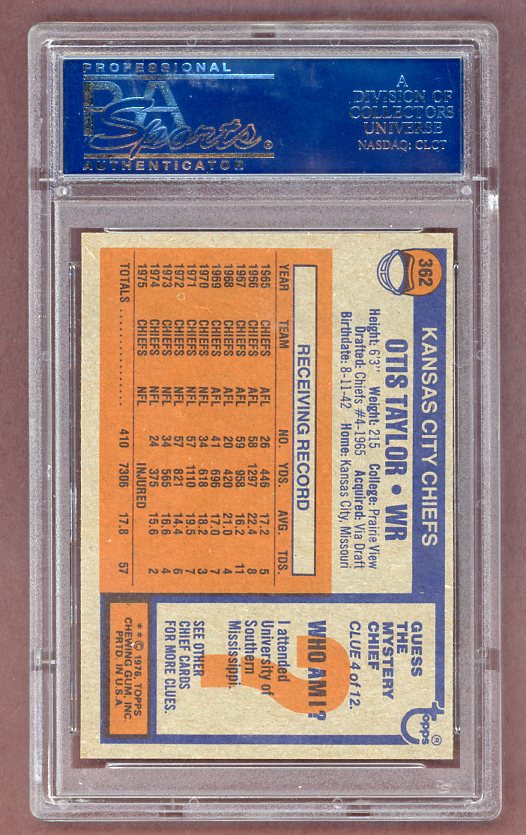 PROFESSIONAL
PSA
Sports®
AUTHENTICATOR
A
DIVISION OF
COLLECTORS
UNIVERSE
NASDAQ: CLCT
362
KANSAS CITY CHIEFS
OTIS TAYLOR • WR
Height: 6'3" Weight: 215 College: Prairie View
Drafted: Chiefs #4-1965 Acquired: Via Draft
Birthdate: 8-11-42 Home: Kansas City, Missouri
RECEIVING RECORD
YEAR TEAM NO. YDS. AVG. TDS.
1965 CHIEFS AFL 26 446 17.2 5
1966 CHIEFS AFL 58 1297 22.4 8
1967 CHIEFS AFL 59 958 16.2 11
1968 CHIEFS AFL 20 420 21.0 4
1969 CHIEFS AFL 41 696 17.0 7
1970 CHIEFS NFL 34 618 18.2 3
1971 CHIEFS NFL 57 1110 19.5 7
1972 CHIEFS NFL 57 821 14.4 6
1973 CHIEFS NFL 34 565 16.6 4
1974 CHIEFS NFL 24 375 15.6 2
1975 CHIEFS NFL INJURED
TOTALS .............. 410 7306 17.8 57
topps®
GUESS
THE
MYSTERY
CHIEF
CLUE 4 of 12.
?
WHO AM I?
I attended
University of
Southern
Mississippi.
SEE OTHER
CHIEF CARDS
FOR MORE CLUES.
** © 1976, TOPPS
CHEWING GUM, INC.
PRTD. IN U.S.A.